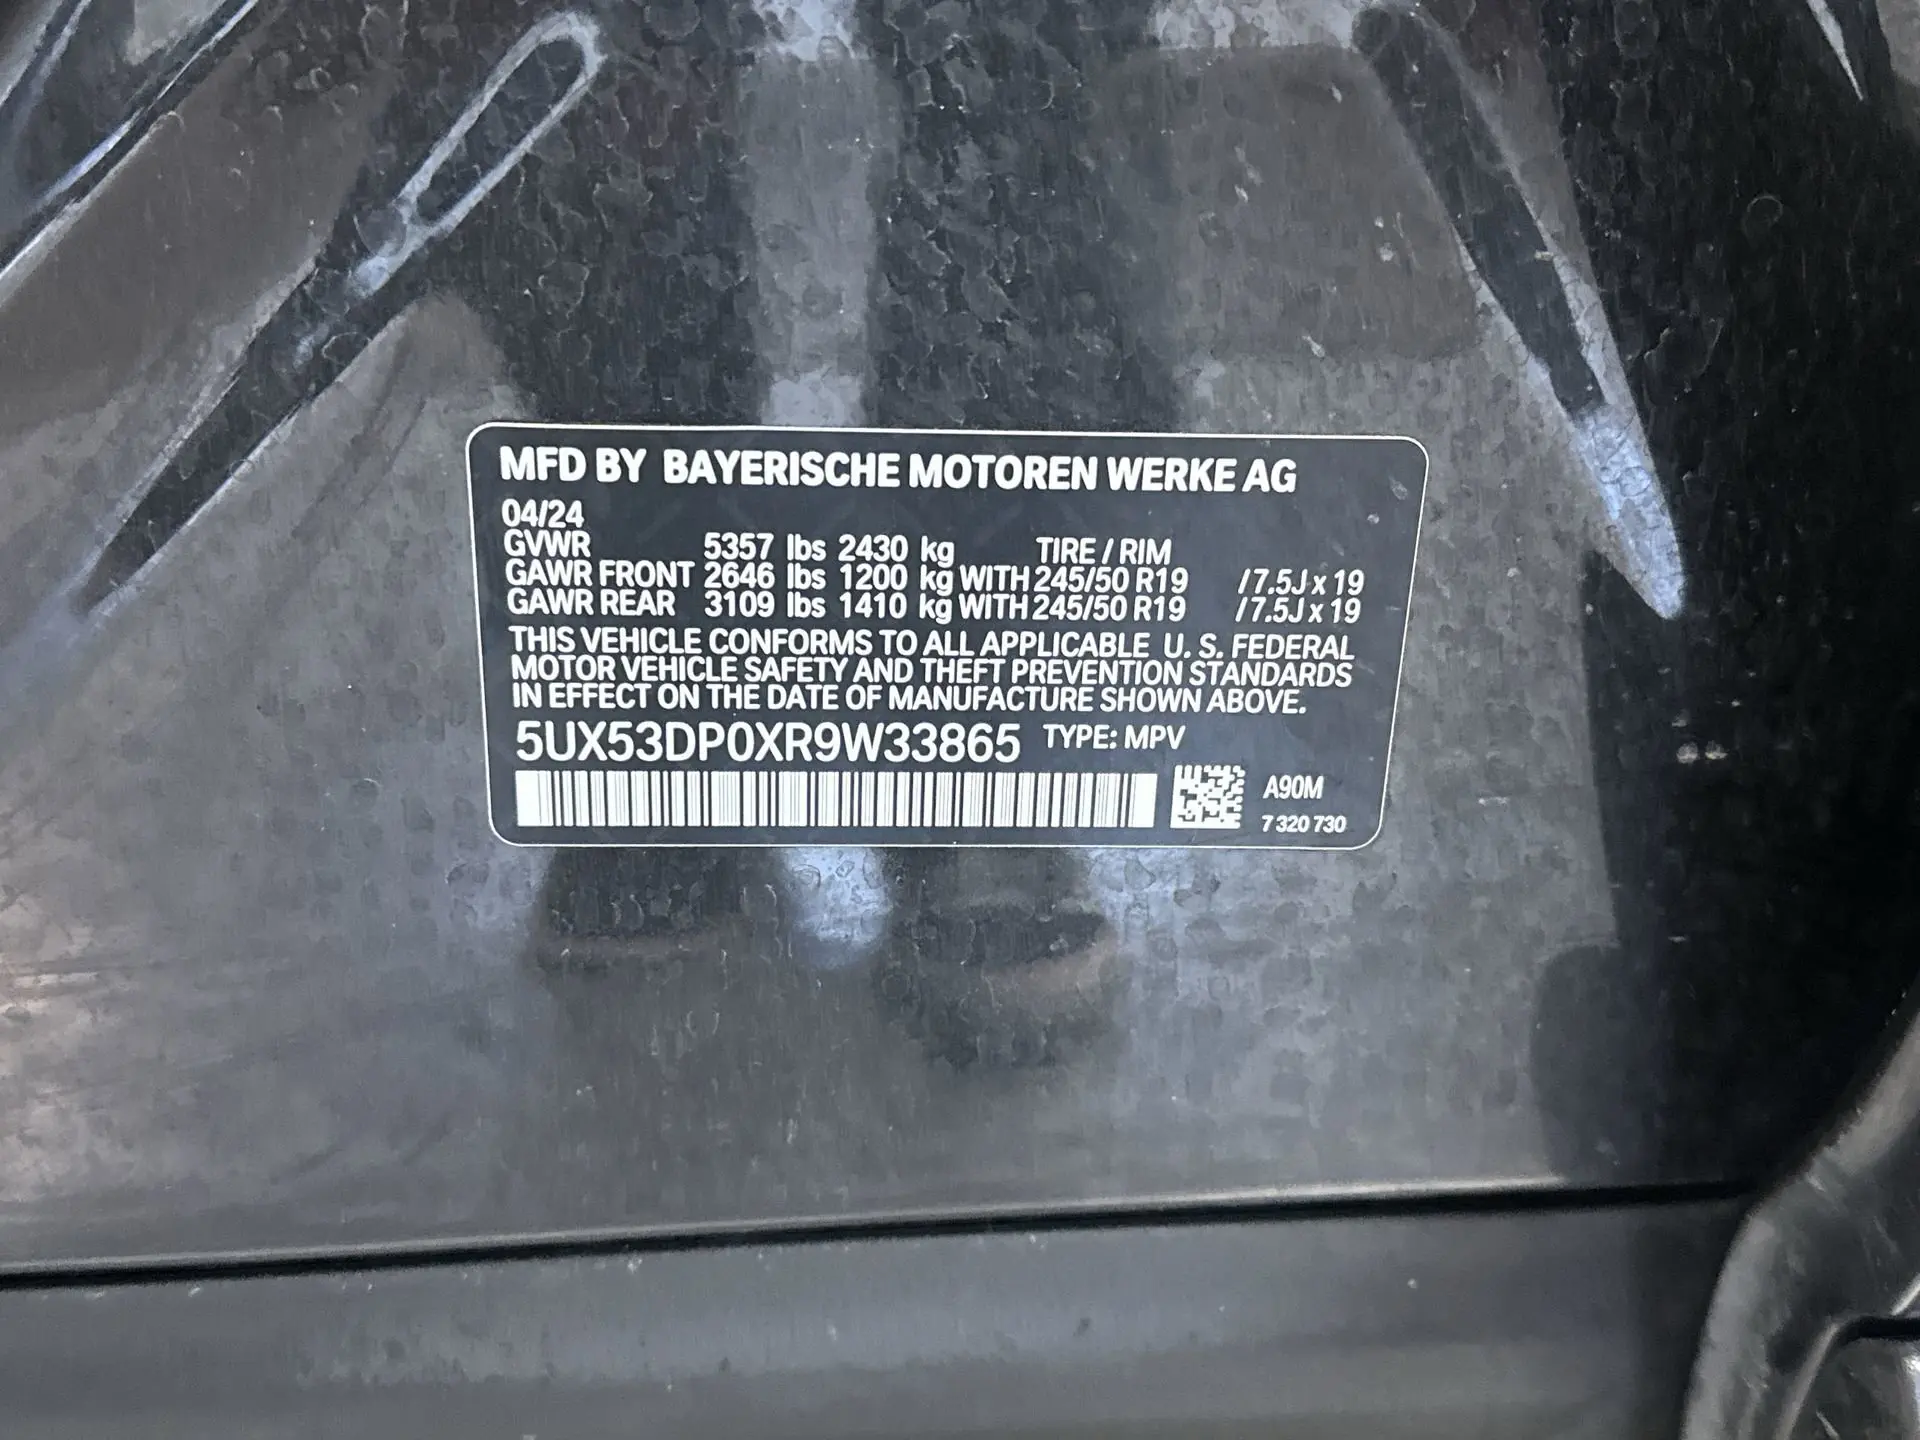 MFD BY BAYERISCHE MOTOREN WERKE AG
04/24
GVWR 5357 lbs 2430 kg TIRE / RIM
GAWR FRONT 2646 lbs 1200 kg WITH 245/50 R19 / 7.5J x 19
GAWR REAR 3109 lbs 1410 kg WITH 245/50 R19 / 7.5J x 19
THIS VEHICLE CONFORMS TO ALL APPLICABLE U. S. FEDERAL
MOTOR VEHICLE SAFETY AND THEFT PREVENTION STANDARDS
IN EFFECT ON THE DATE OF MANUFACTURE SHOWN ABOVE.
5UX53DP0XR9W33865 TYPE: MPV
A90M
7 320 730